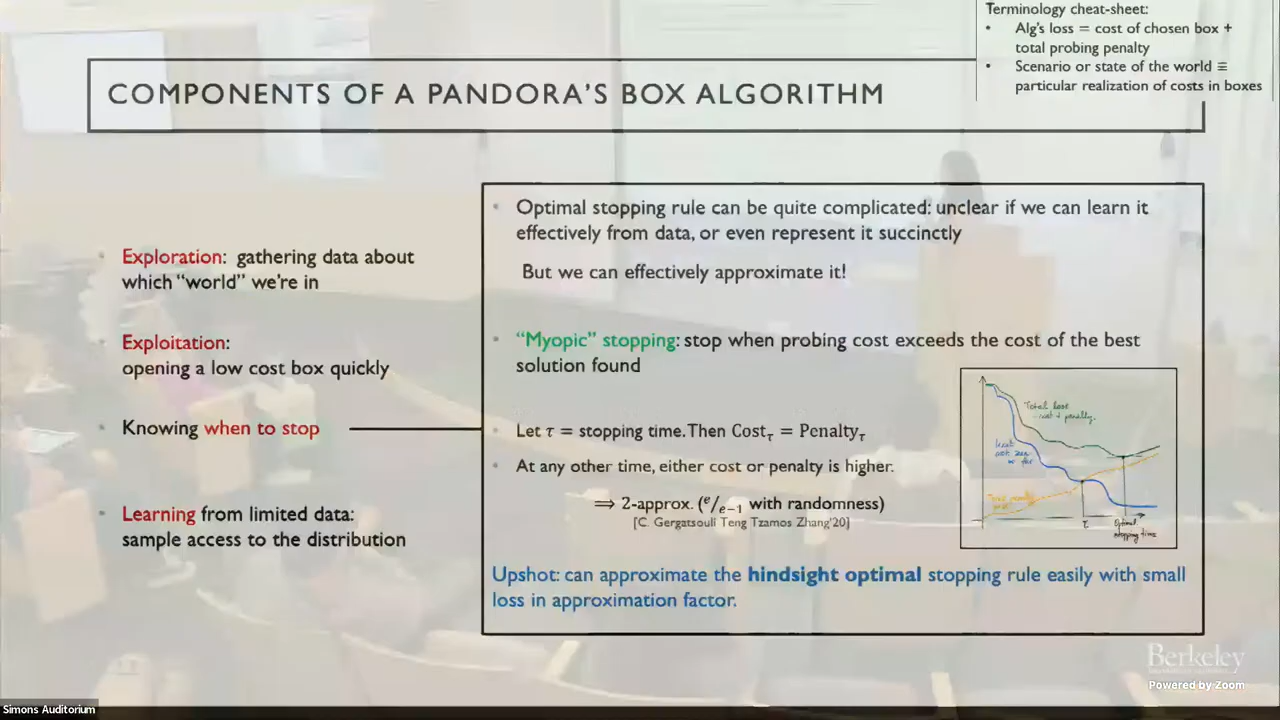 Terminology cheat-sheet:
• Alg's loss = cost of chosen box +
total probing penalty
• Scenario or state of the world ≡
particular realization of costs in boxes
COMPONENTS OF A PANDORA'S BOX ALGORITHM
• Exploration: gathering data about
which "world" we're in
• Exploitation:
opening a low cost box quickly
• Knowing when to stop
• Learning from limited data:
sample access to the distribution
• Optimal stopping rule can be quite complicated: unclear if we can learn it
effectively from data, or even represent it succinctly
But we can effectively approximate it!
• "Myopic" stopping: stop when probing cost exceeds the cost of the best
solution found
• Let τ = stopping time. Then Cost_τ = Penalty_τ
• At any other time, either cost or penalty is higher.
⟹ 2-approx. (e/e−1 with randomness)
[C. Gergatsouli Teng Tzamos Zhang'20]
Total loss
cost + penalty.
τ
Optimal
stopping time
Upshot: can approximate the hindsight optimal stopping rule easily with small
loss in approximation factor.
Berkeley
Powered by Zoom
Simons Auditorium